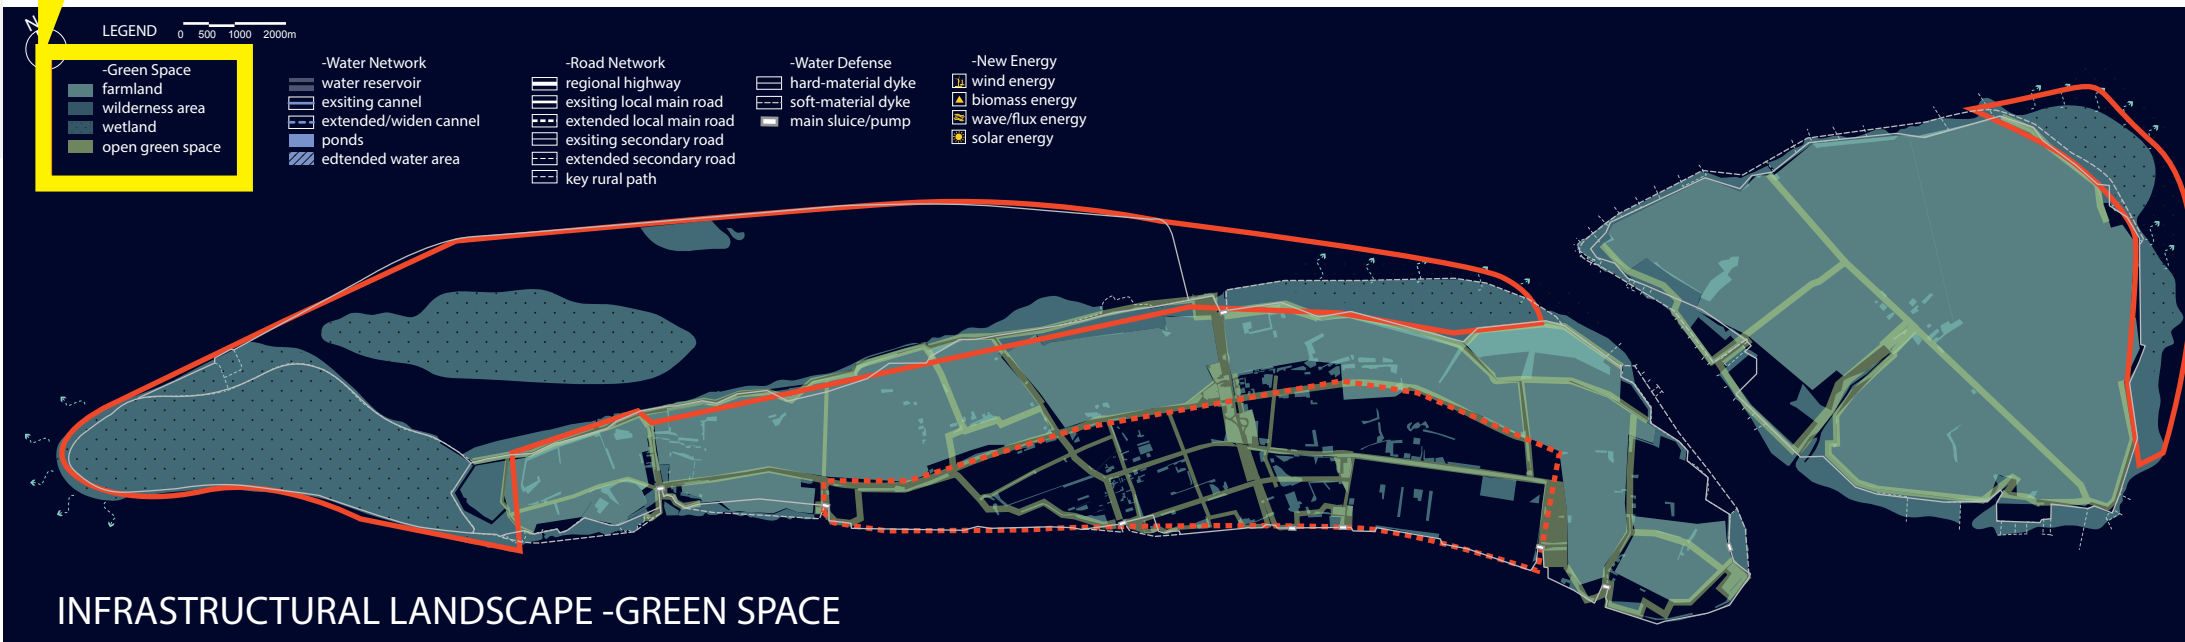 N
LEGEND
0 500 1000 2000m
-Green Space
farmland
wilderness area
wetland
open green space
-Water Network
water reservoir
exsiting cannel
extended/widen cannel
ponds
edtended water area
-Road Network
regional highway
exsiting local main road
extended local main road
exsiting secondary road
extended secondary road
key rural path
-Water Defense
hard-material dyke
soft-material dyke
main sluice/pump
-New Energy
wind energy
biomass energy
wave/flux energy
solar energy
INFRASTRUCTURAL LANDSCAPE -GREEN SPACE